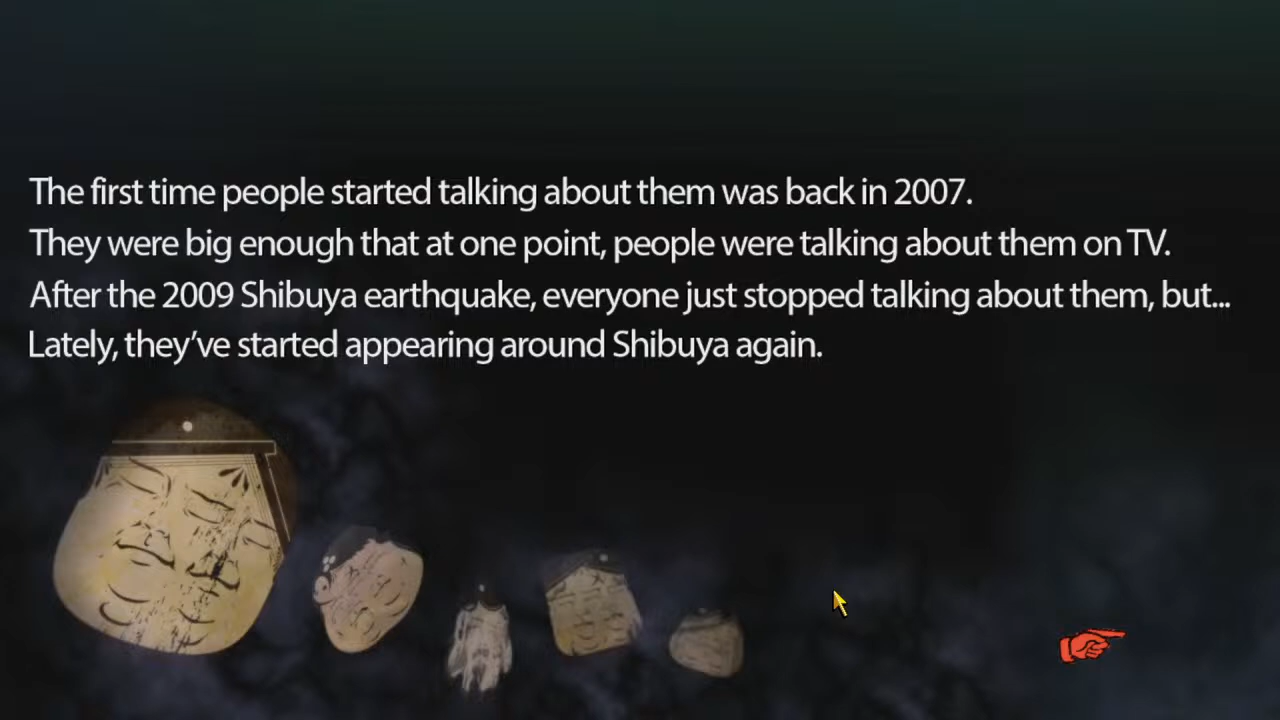 The first time people started talking about them was back in 2007.
They were big enough that at one point, people were talking about them on TV.
After the 2009 Shibuya earthquake, everyone just stopped talking about them, but...
Lately, they’ve started appearing around Shibuya again.